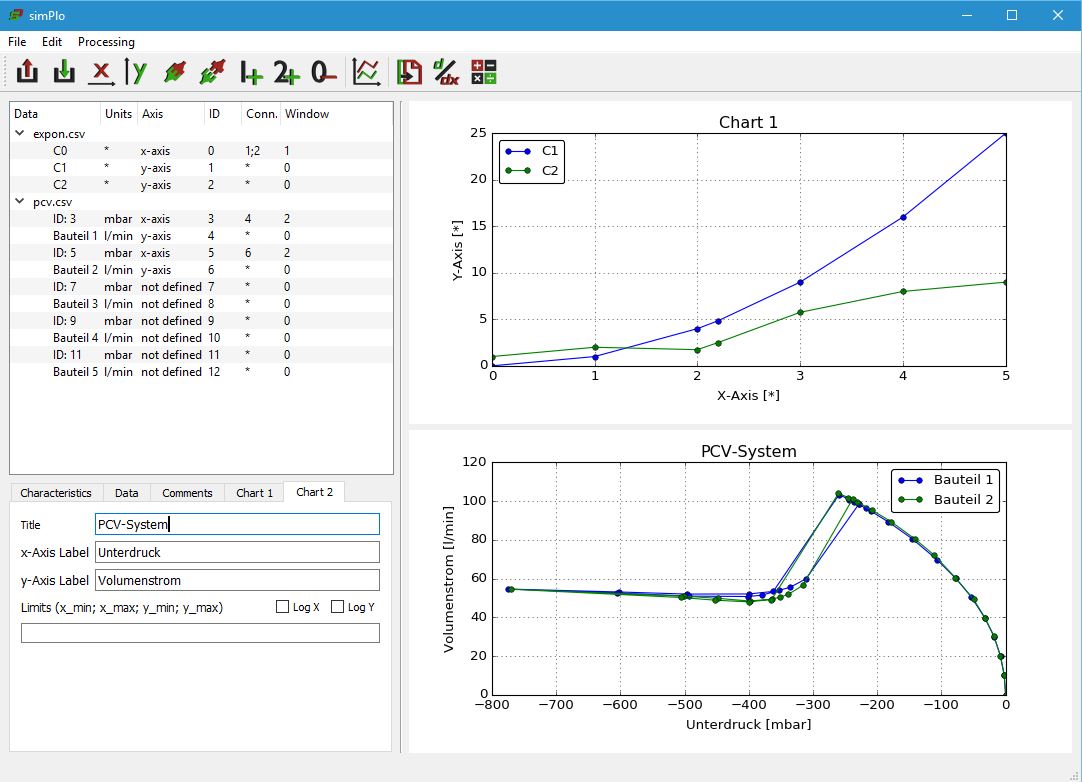 simPlo
File Edit Processing
y 1+ 2+ 0- d/dx
Data Units Axis ID Conn. Window
expon.csv
C0 * x-axis 0 1;2 1
C1 * y-axis 1 * 0
C2 * y-axis 2 * 0
pcv.csv
ID: 3 mbar x-axis 3 4 2
Bauteil 1 l/min y-axis 4 * 0
ID: 5 mbar x-axis 5 6 2
Bauteil 2 l/min y-axis 6 * 0
ID: 7 mbar not defined 7 * 0
Bauteil 3 l/min not defined 8 * 0
ID: 9 mbar not defined 9 * 0
Bauteil 4 l/min not defined 10 * 0
ID: 11 mbar not defined 11 * 0
Bauteil 5 l/min not defined 12 * 0
Characteristics Data Comments Chart 1 Chart 2
Title PCV-System
x-Axis Label Unterdruck
y-Axis Label Volumenstrom
Limits (x_min; x_max; y_min; y_max) Log X Log Y
Chart 1
C1
C2
25
20
15
10
5
0
Y-Axis [*]
0 1 2 3 4 5
X-Axis [*]
PCV-System
Bauteil 1
Bauteil 2
120
100
80
60
40
20
0
Volumenstrom [l/min]
−800 −700 −600 −500 −400 −300 −200 −100 0
Unterdruck [mbar]